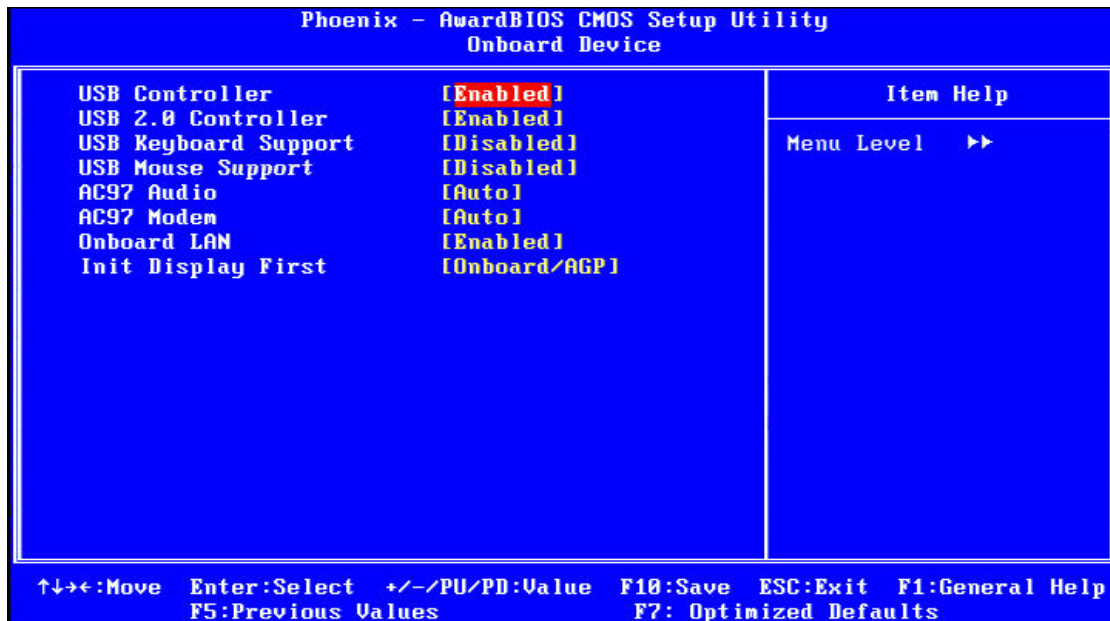 Phoenix - AwardBIOS CMOS Setup Utility
Onboard Device
USB Controller [Enabled]
USB 2.0 Controller [Enabled]
USB Keyboard Support [Disabled]
USB Mouse Support [Disabled]
AC97 Audio [Auto]
AC97 Modem [Auto]
Onboard LAN [Enabled]
Init Display First [Onboard/AGP]
Item Help
Menu Level ▶▶
↑↓→←:Move Enter:Select +/-/PU/PD:Value F10:Save ESC:Exit F1:General Help
F5:Previous Values F7: Optimized Defaults